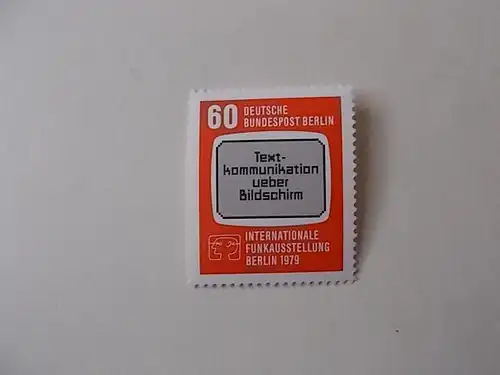 60 DEUTSCHE
BUNDESPOST BERLIN
Text-
kommunikation
ueber
Bildschirm
INTERNATIONALE
FUNKAUSSTELLUNG
BERLIN 1979